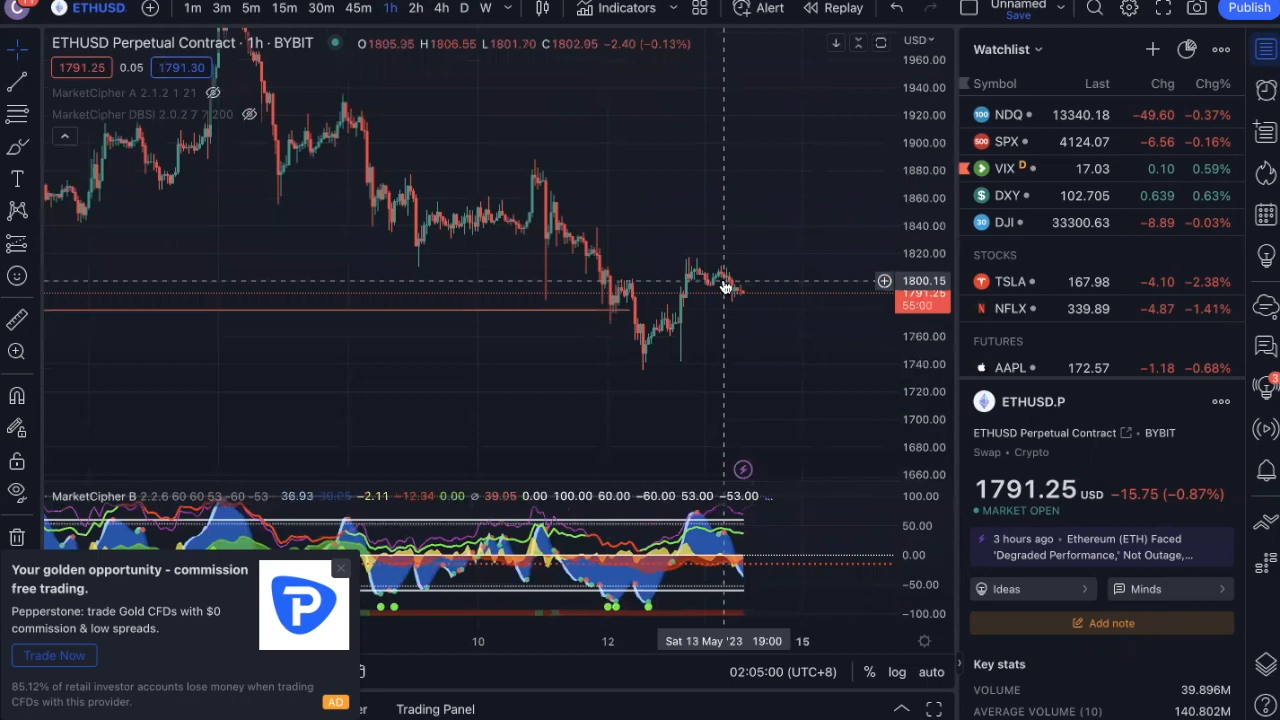 ETHUSD
1m 3m 5m 15m 30m 45m 1h 2h 4h D W
Indicators
Alert
Replay
Unnamed
Save
Publish
ETHUSD Perpetual Contract · 1h · BYBIT
O1805.95 H1806.55 L1801.70 C1802.95 −2.40 (−0.13%)
1791.25 0.05 1791.30
MarketCipher A 2.1.2 1 21
MarketCipher DBSI 2.0.2 7 7 200
USD
1960.00
1940.00
1920.00
1900.00
1880.00
1860.00
1840.00
1820.00
1800.15
1791.25
55:00
1760.00
1740.00
1720.00
1700.00
1680.00
1660.00
MarketCipher B 2.2.6 60 60 53 −60 −53 36.93 −2.11 −12.34 0.00 ∅ 39.05 0.00 100.00 60.00 −60.00 53.00 −53.00 ...
100.00
50.00
0.00
−50.00
−100.00
10 12 Sat 13 May '23 19:00 15
02:05:00 (UTC+8) % log auto
Trading Panel
Your golden opportunity - commission
free trading.
Pepperstone: trade Gold CFDs with $0
commission & low spreads.
Trade Now
85.12% of retail investor accounts lose money when trading
CFDs with this provider.
AD
Watchlist
Symbol Last Chg Chg%
100 NDQ 13340.18 −49.60 −0.37%
500 SPX 4124.07 −6.56 −0.16%
VIX D 17.03 0.10 0.59%
$ DXY 102.705 0.639 0.63%
30 DJI 33300.63 −8.89 −0.03%
STOCKS
TSLA 167.98 −4.10 −2.38%
NFLX 339.89 −4.87 −1.41%
FUTURES
AAPL 172.57 −1.18 −0.68%
ETHUSD.P
ETHUSD Perpetual Contract · BYBIT
Swap · Crypto
1791.25 USD −15.75 (−0.87%)
MARKET OPEN
3 hours ago · Ethereum (ETH) Faced
'Degraded Performance,' Not Outage,...
Ideas
Minds
Add note
Key stats
VOLUME 39.896M
AVERAGE VOLUME (10) 140.802M
3